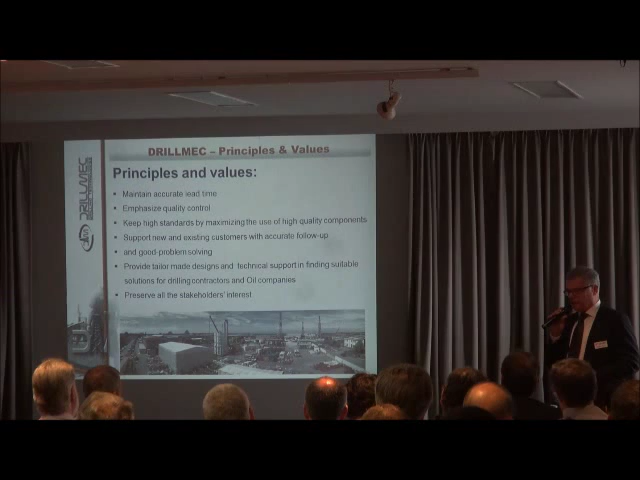 DRILLMEC – Principles & Values
Principles and values:
Maintain accurate lead time
Emphasize quality control
Keep high standards by maximizing the use of high quality components
Support new and existing customers with accurate follow-up
and good-problem solving
Provide tailor made designs and technical support in finding suitable
solutions for drilling contractors and Oil companies
Preserve all the stakeholders' interest
DRILLMEC